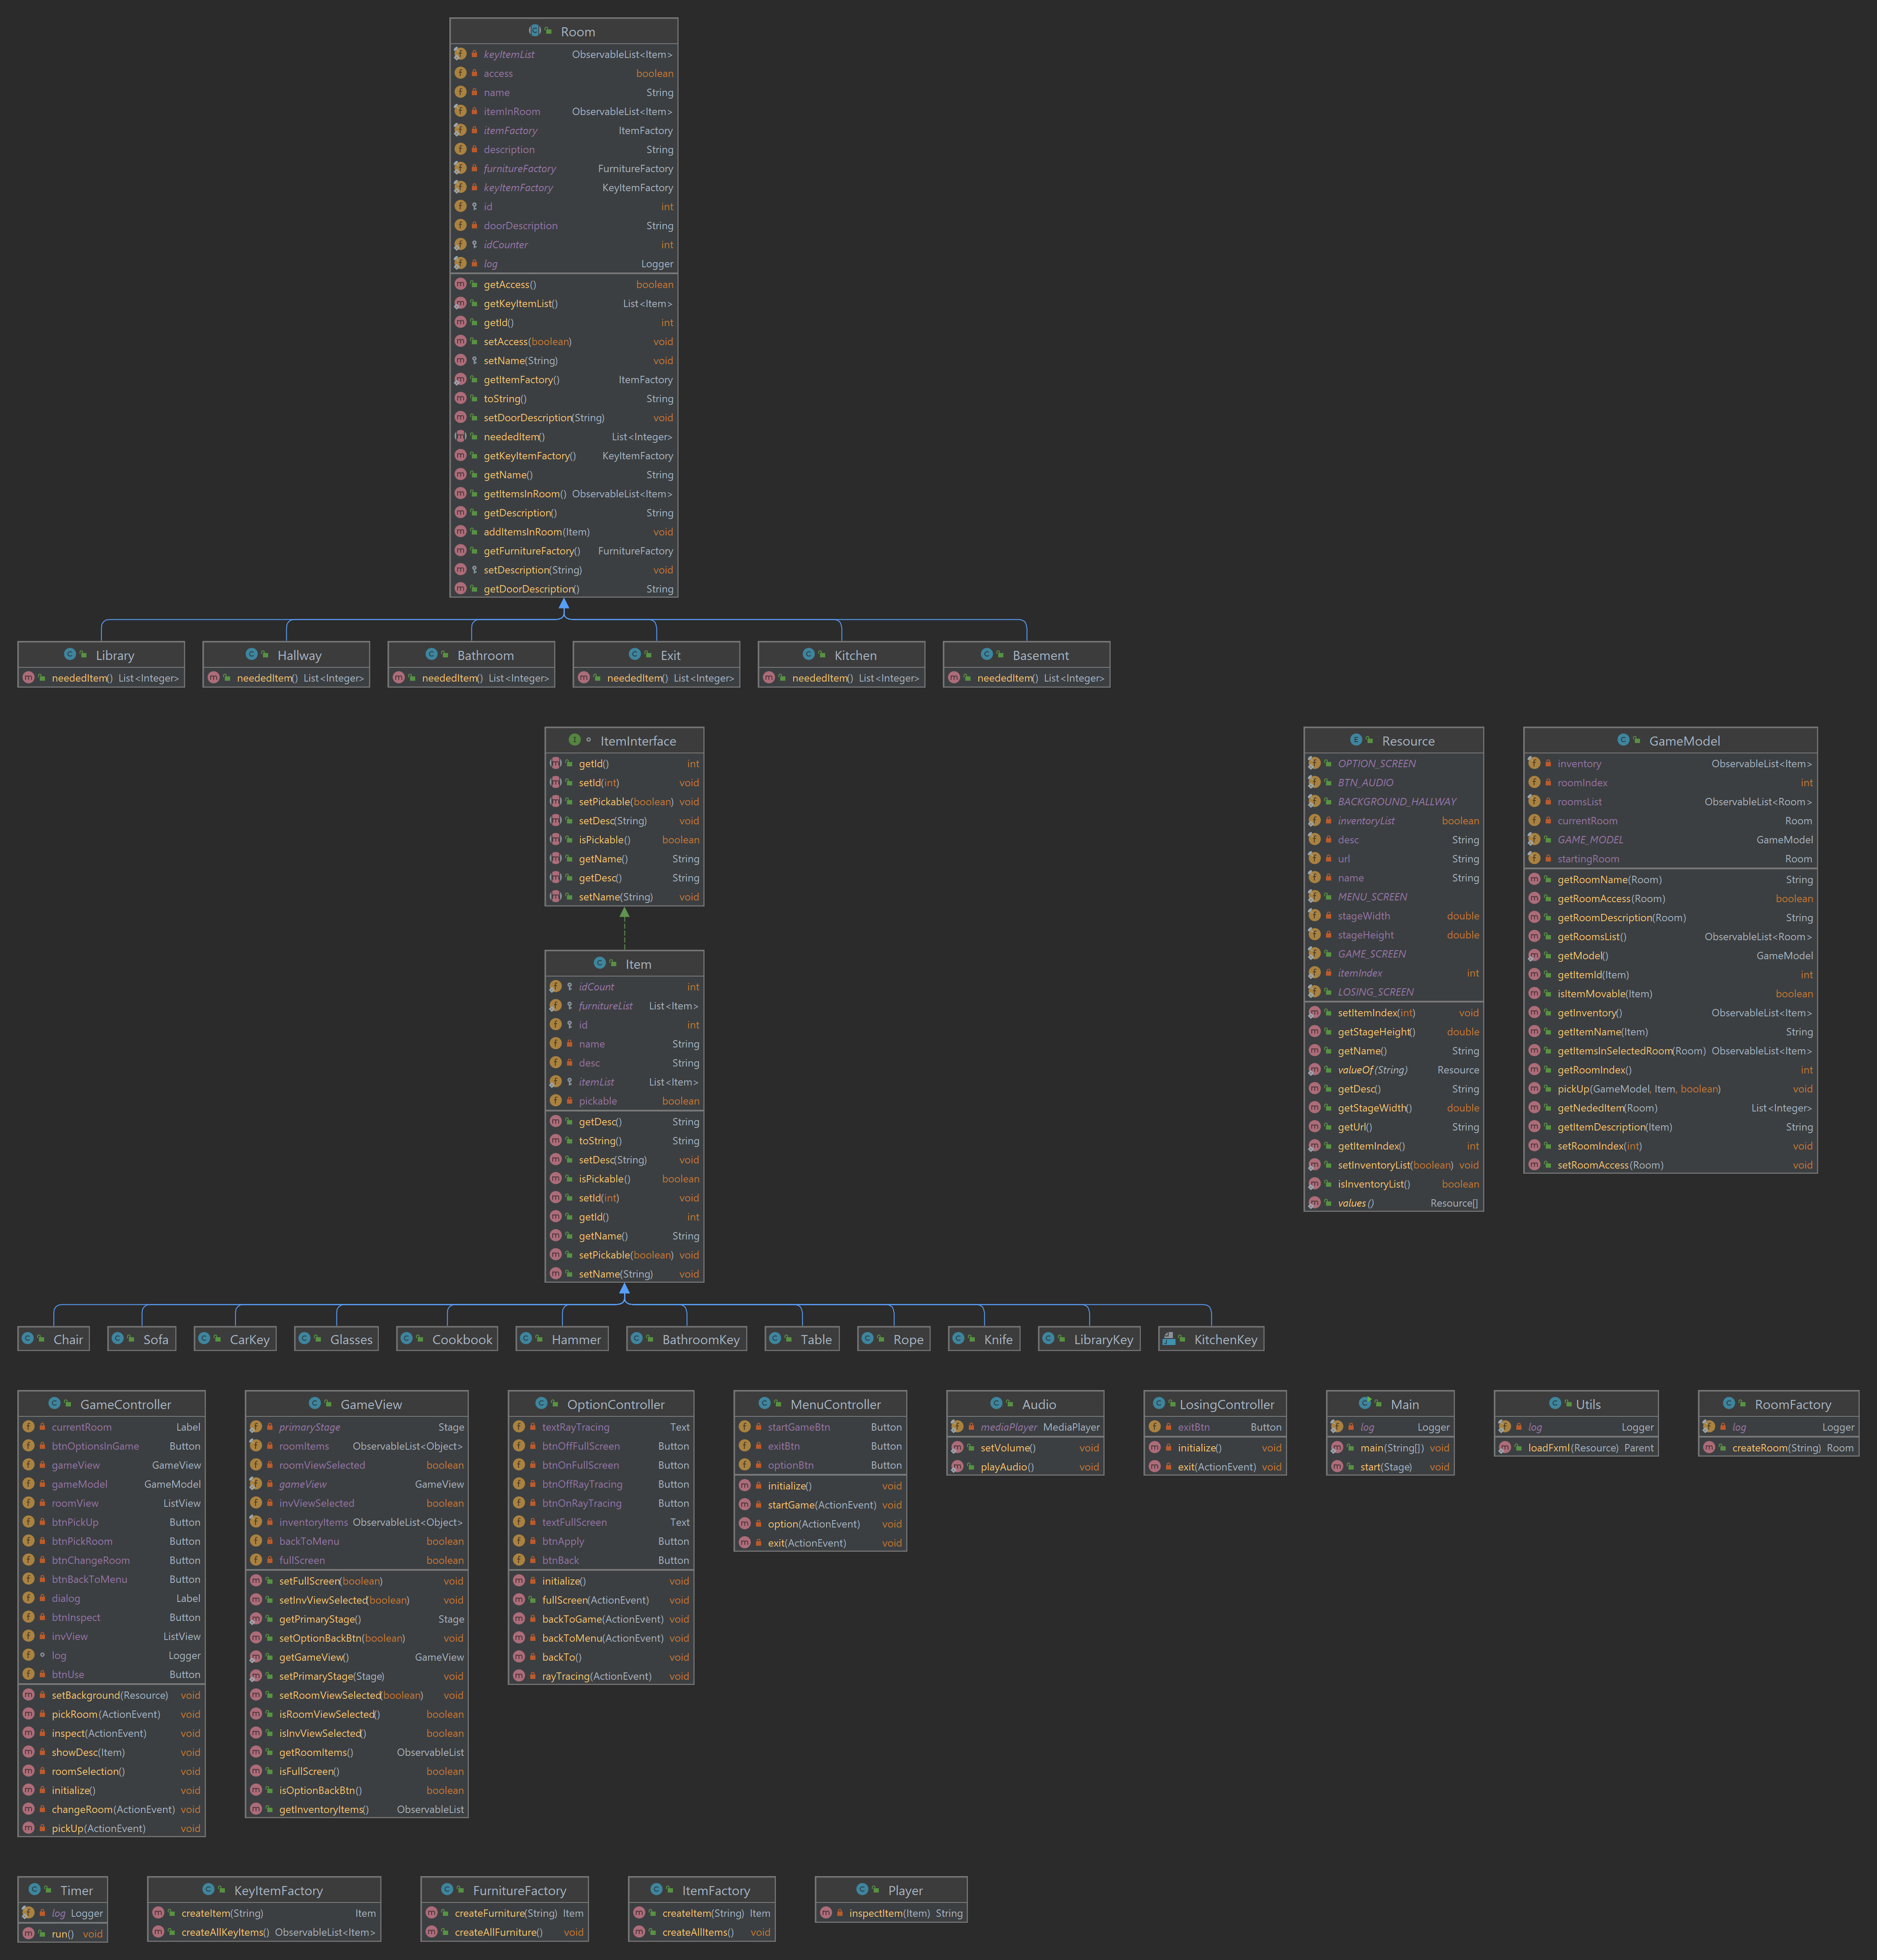 Room
keyItemList ObservableList<Item>
access boolean
name String
itemInRoom ObservableList<Item>
itemFactory ItemFactory
description String
furnitureFactory FurnitureFactory
keyItemFactory KeyItemFactory
id int
doorDescription String
idCounter int
log Logger
getAccess() boolean
getKeyItemList() List<Item>
getId() int
setAccess(boolean) void
setName(String) void
getItemFactory() ItemFactory
toString() String
setDoorDescription(String) void
neededItem() List<Integer>
getKeyItemFactory() KeyItemFactory
getName() String
getItemsInRoom() ObservableList<Item>
getDescription() String
addItemsInRoom(Item) void
getFurnitureFactory() FurnitureFactory
setDescription(String) void
getDoorDescription() String
Library
neededItem() List<Integer>
Hallway
neededItem() List<Integer>
Bathroom
neededItem() List<Integer>
Exit
neededItem() List<Integer>
Kitchen
neededItem() List<Integer>
Basement
neededItem() List<Integer>
ItemInterface
getId() int
setId(int) void
setPickable(boolean) void
setDesc(String) void
isPickable() boolean
getName() String
getDesc() String
setName(String) void
Item
idCount int
furnitureList List<Item>
id int
name String
desc String
itemList List<Item>
pickable boolean
getDesc() String
toString() String
setDesc(String) void
isPickable() boolean
setId(int) void
getId() int
getName() String
setPickable(boolean) void
setName(String) void
Resource
OPTION_SCREEN
BTN_AUDIO
BACKGROUND_HALLWAY
inventoryList boolean
desc String
url String
name String
MENU_SCREEN
stageWidth double
stageHeight double
GAME_SCREEN
itemIndex int
LOSING_SCREEN
setItemIndex(int) void
getStageHeight() double
getName() String
valueOf(String) Resource
getDesc() String
getStageWidth() double
getUrl() String
getItemIndex() int
setInventoryList(boolean) void
isInventoryList() boolean
values() Resource[]
GameModel
inventory ObservableList<Item>
roomIndex int
roomsList ObservableList<Room>
currentRoom Room
GAME_MODEL GameModel
startingRoom Room
getRoomName(Room) String
getRoomAccess(Room) boolean
getRoomDescription(Room) String
getRoomsList() ObservableList<Room>
getModel() GameModel
getItemId(Item) int
isItemMovable(Item) boolean
getInventory() ObservableList<Item>
getItemName(Item) String
getItemsInSelectedRoom(Room) ObservableList<Item>
getRoomIndex() int
pickUp(GameModel, Item, boolean) void
getNededItem(Room) List<Integer>
getItemDescription(Item) String
setRoomIndex(int) void
setRoomAccess(Room) void
Chair
Sofa
CarKey
Glasses
Cookbook
Hammer
BathroomKey
Table
Rope
Knife
LibraryKey
KitchenKey
GameController
currentRoom Label
btnOptionsInGame Button
gameView GameView
gameModel GameModel
roomView ListView
btnPickUp Button
btnPickRoom Button
btnChangeRoom Button
btnBackToMenu Button
dialog Label
btnInspect Button
invView ListView
log Logger
btnUse Button
setBackground(Resource) void
pickRoom(ActionEvent) void
inspect(ActionEvent) void
showDesc(Item) void
roomSelection() void
initialize() void
changeRoom(ActionEvent) void
pickUp(ActionEvent) void
GameView
primaryStage Stage
roomItems ObservableList<Object>
roomViewSelected boolean
gameView GameView
invViewSelected boolean
inventoryItems ObservableList<Object>
backToMenu boolean
fullScreen boolean
setFullScreen(boolean) void
setInvViewSelected(boolean) void
getPrimaryStage() Stage
setOptionBackBtn(boolean) void
getGameView() GameView
setPrimaryStage(Stage) void
setRoomViewSelected(boolean) void
isRoomViewSelected() boolean
isInvViewSelected() boolean
getRoomItems() ObservableList
isFullScreen() boolean
isOptionBackBtn() boolean
getInventoryItems() ObservableList
OptionController
textRayTracing Text
btnOffFullScreen Button
btnOnFullScreen Button
btnOffRayTracing Button
btnOnRayTracing Button
textFullScreen Text
btnApply Button
btnBack Button
initialize() void
fullScreen(ActionEvent) void
backToGame(ActionEvent) void
backToMenu(ActionEvent) void
backTo() void
rayTracing(ActionEvent) void
MenuController
startGameBtn Button
exitBtn Button
optionBtn Button
initialize() void
startGame(ActionEvent) void
option(ActionEvent) void
exit(ActionEvent) void
Audio
mediaPlayer MediaPlayer
setVolume() void
playAudio() void
LosingController
exitBtn Button
initialize() void
exit(ActionEvent) void
Main
log Logger
main(String[]) void
start(Stage) void
Utils
log Logger
loadFxml(Resource) Parent
RoomFactory
log Logger
createRoom(String) Room
Timer
log Logger
run() void
KeyItemFactory
createItem(String) Item
createAllKeyItems() ObservableList<Item>
FurnitureFactory
createFurniture(String) Item
createAllFurniture() void
ItemFactory
createItem(String) Item
createAllItems() void
Player
inspectItem(Item) String